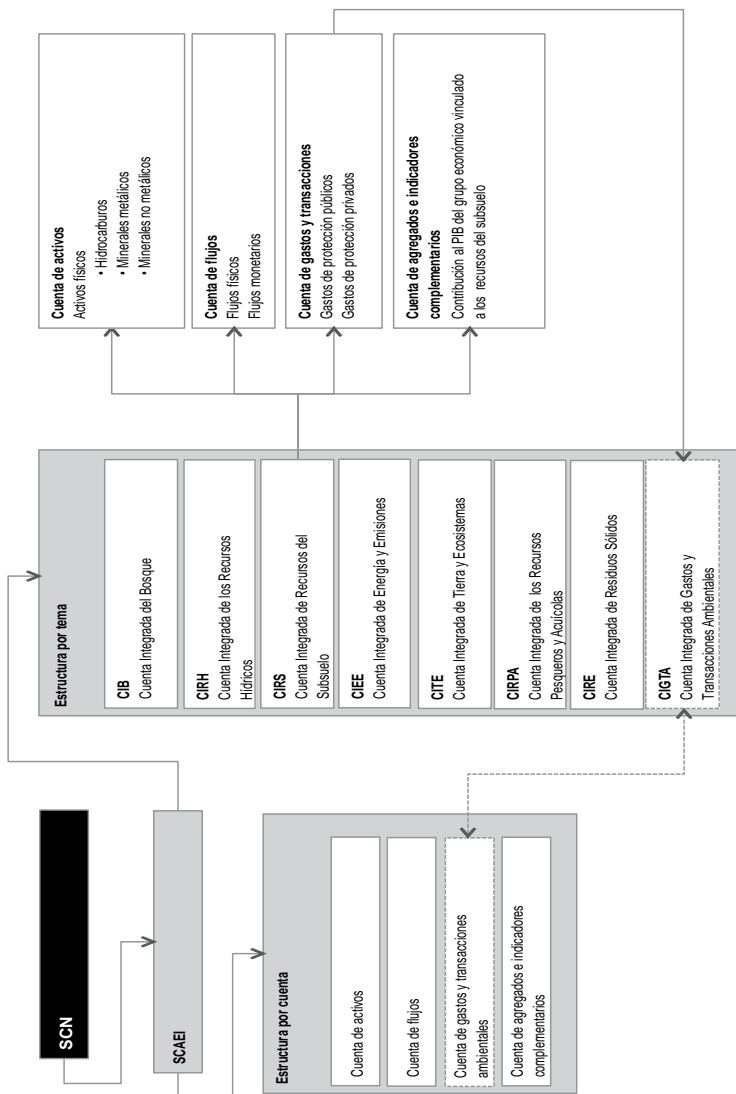 SCN
SCAEI
Estructura por cuenta
Cuenta de activos
Cuenta de flujos
Cuenta de gastos y transacciones
ambientales
Cuenta de agregados e indicadores
complementarios
Estructura por tema
CIB
Cuenta Integrada del Bosque
CIRH
Cuenta Integrada de los Recursos
Hídricos
CIRS
Cuenta Integrada de Recursos del
Subsuelo
CIEE
Cuenta Integrada de Energía y Emisiones
CITE
Cuenta Integrada de Tierra y Ecosistemas
CIRPA
Cuenta Integrada de los Recursos
Pesqueros y Acuícolas
CIRE
Cuenta Integrada de Residuos Sólidos
CIGTA
Cuenta Integrada de Gastos y
Transacciones Ambientales
Cuenta de activos
Activos físicos
• Hidrocarburos
• Minerales metálicos
• Minerales no metálicos
Cuenta de flujos
Flujos físicos
Flujos monetarios
Cuenta de gastos y transacciones
Gastos de protección públicos
Gastos de protección privados
Cuenta de agregados e indicadores
complementarios
Contribución al PIB del grupo económico vinculado
a los recursos del subsuelo